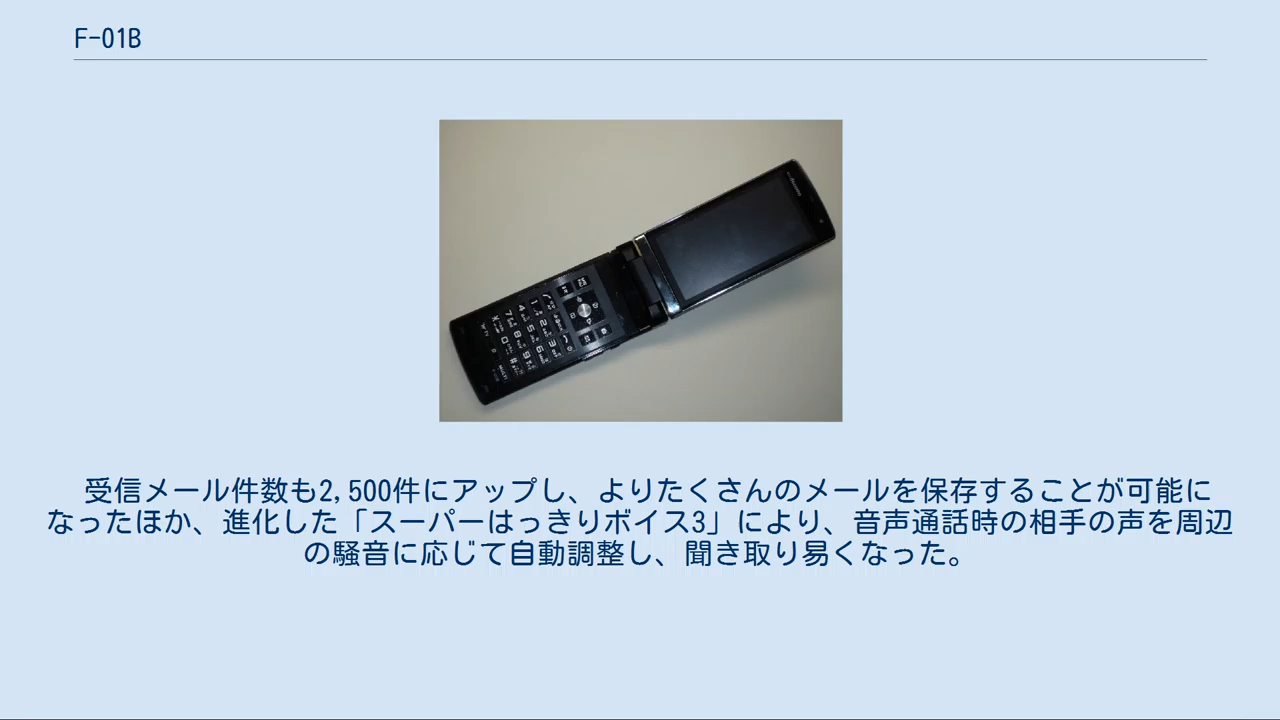 F-01B
受信メール件数も2,500件にアップし、よりたくさんのメールを保存することが可能に
なったほか、進化した「スーパーはっきりボイス3」により、音声通話時の相手の声を周辺
の騒音に応じて自動調整し、聞き取り易くなった。